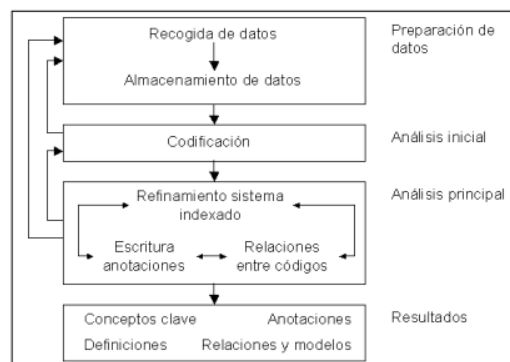 Recogida de datos
Preparación de
datos
Almacenamiento de datos
Codificación
Análisis inicial
Refinamiento sistema
indexado
Análisis principal
Escritura
anotaciones
Relaciones
entre códigos
Conceptos clave
Anotaciones
Resultados
Definiciones
Relaciones y modelos